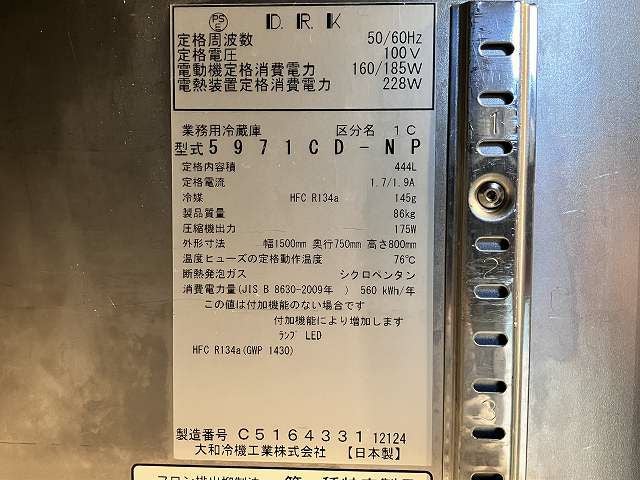 PS E D.R.K
定格周波数 50/60Hz
定格電圧 100V
電動機定格消費電力 160/185W
電熱装置定格消費電力 228W
業務用冷蔵庫 区分名 1C
型式 5971CD-NP
定格内容積 444L
定格電流 1.7/1.9A
冷媒 HFC R134a 145g
製品質量 86kg
圧縮機出力 175W
外形寸法 幅1500mm 奥行750mm 高さ800mm
温度ヒューズの定格動作温度 76℃
断熱発泡ガス シクロペンタン
消費電力量(JIS B 8630-2009年 ) 560 kWh/年
この値は付加機能のない場合です
付加機能により増加します
ﾗﾝﾌﾟ LED
HFC R134a(GWP 1430)
製造番号 C5164331 12124
大和冷機工業株式会社 【日本製】
1
2
3